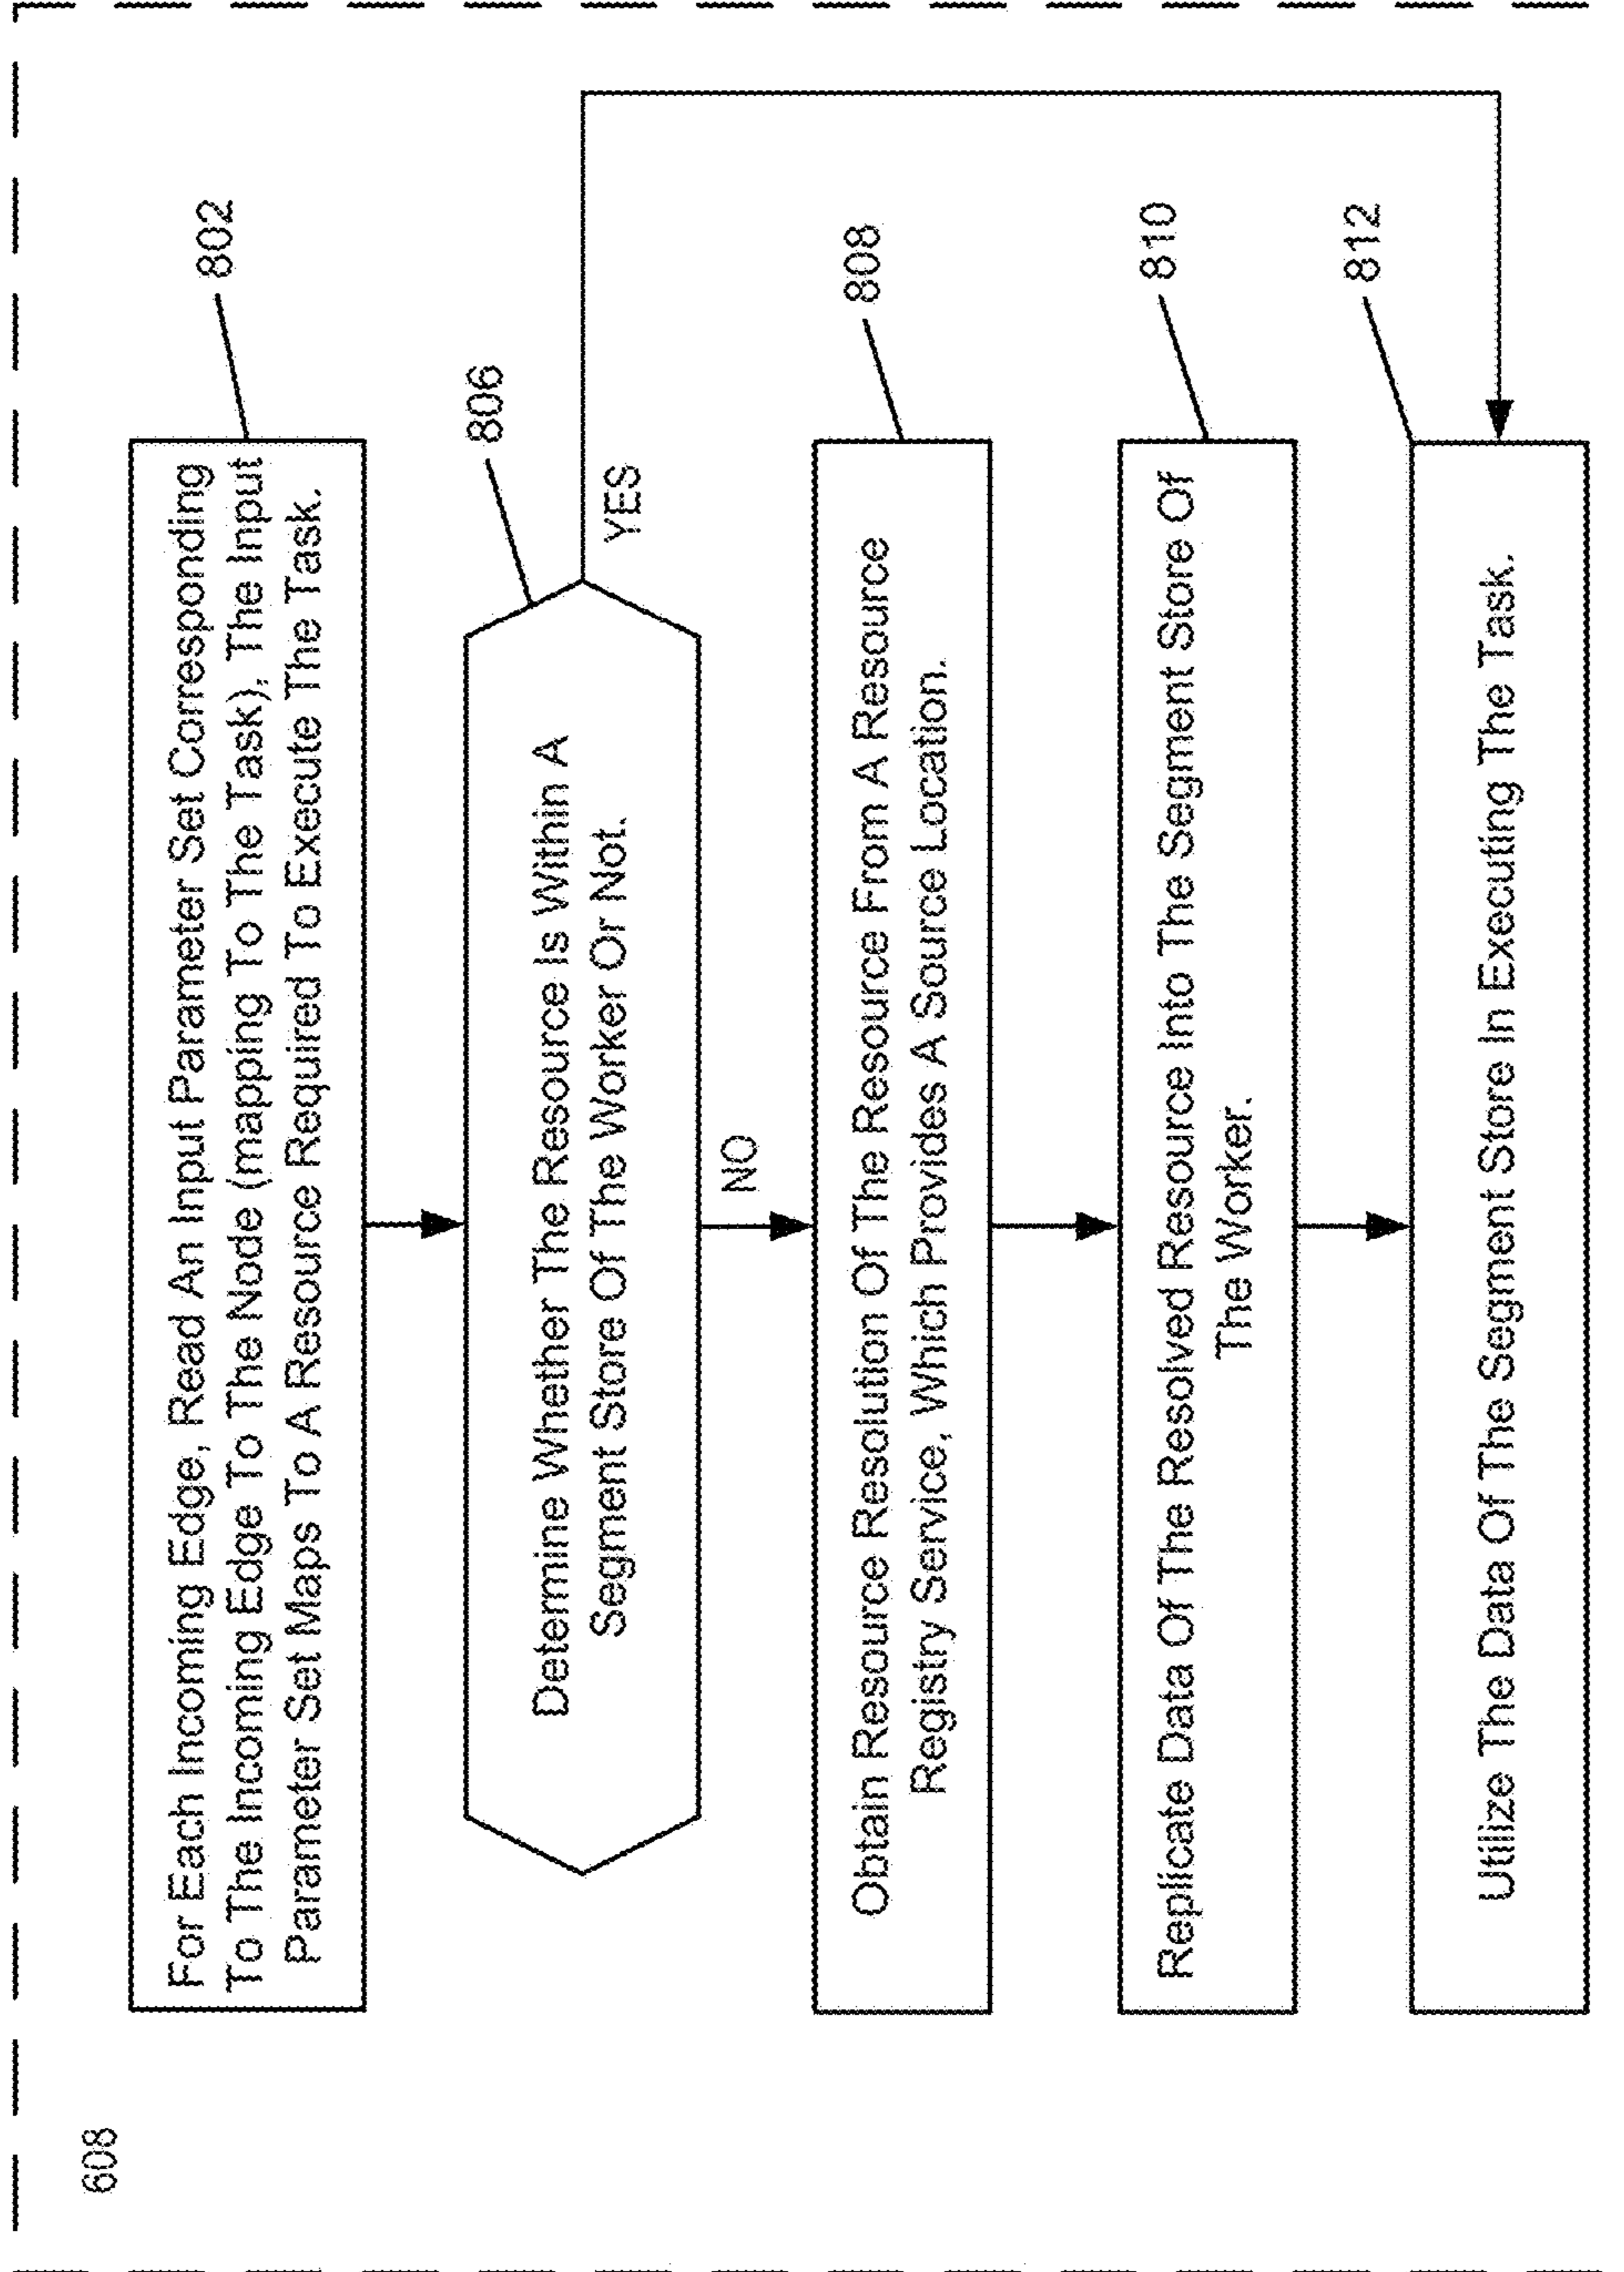 608
For Each Incoming Edge, Read An Input Parameter Set Corresponding
To The Incoming Edge To The Node (mapping To The Task), The Input
Parameter Set Maps To A Resource Required To Execute The Task.
802
Determine Whether The Resource Is Within A
Segment Store Of The Worker Or Not.
806
YES
NO
Obtain Resource Resolution Of The Resource From A Resource
Registry Service, Which Provides A Source Location.
808
Replicate Data Of The Resolved Resource Into The Segment Store Of
The Worker.
810
Utilize The Data Of The Segment Store In Executing The Task.
812